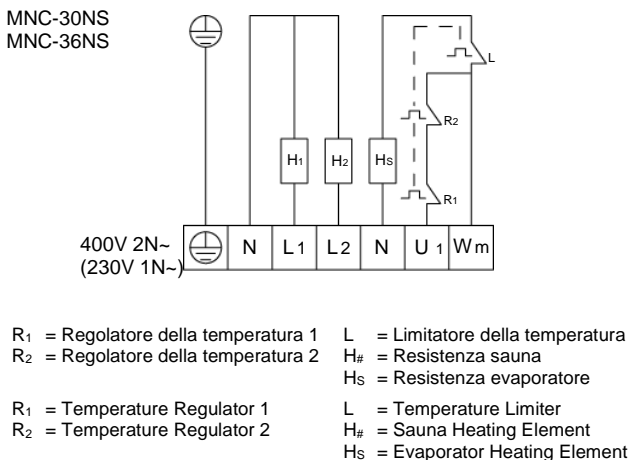 MNC-30NS
MNC-36NS
L
R2
H1 H2 HS
R1
400V 2N~
(230V 1N~)
N L1 L2 N U 1 Wm
R1 = Regolatore della temperatura 1 L = Limitatore della temperatura
R2 = Regolatore della temperatura 2 H# = Resistenza sauna
HS = Resistenza evaporatore
R1 = Temperature Regulator 1 L = Temperature Limiter
R2 = Temperature Regulator 2 H# = Sauna Heating Element
HS = Evaporator Heating Element